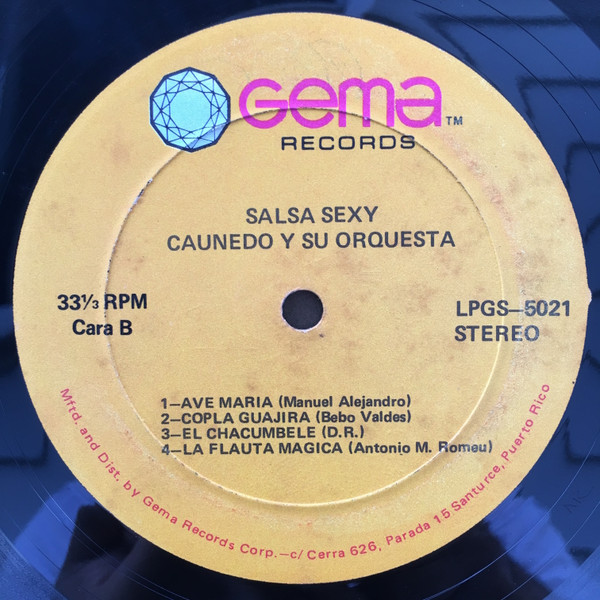 Gema TM
RECORDS
SALSA SEXY
CAUNEDO Y SU ORQUESTA
33⅓ RPM
Cara B
LPGS-5021
STEREO
1-AVE MARIA (Manuel Alejandro)
2-COPLA GUAJIRA (Bebo Valdes)
3-EL CHACUMBELE (D.R.)
4-LA FLAUTA MAGICA (Antonio M. Romeu)
Mftd. and Dist. by Gema Records Corp.-c/ Cerra 626, Parada 15 Santurce, Puerto Rico